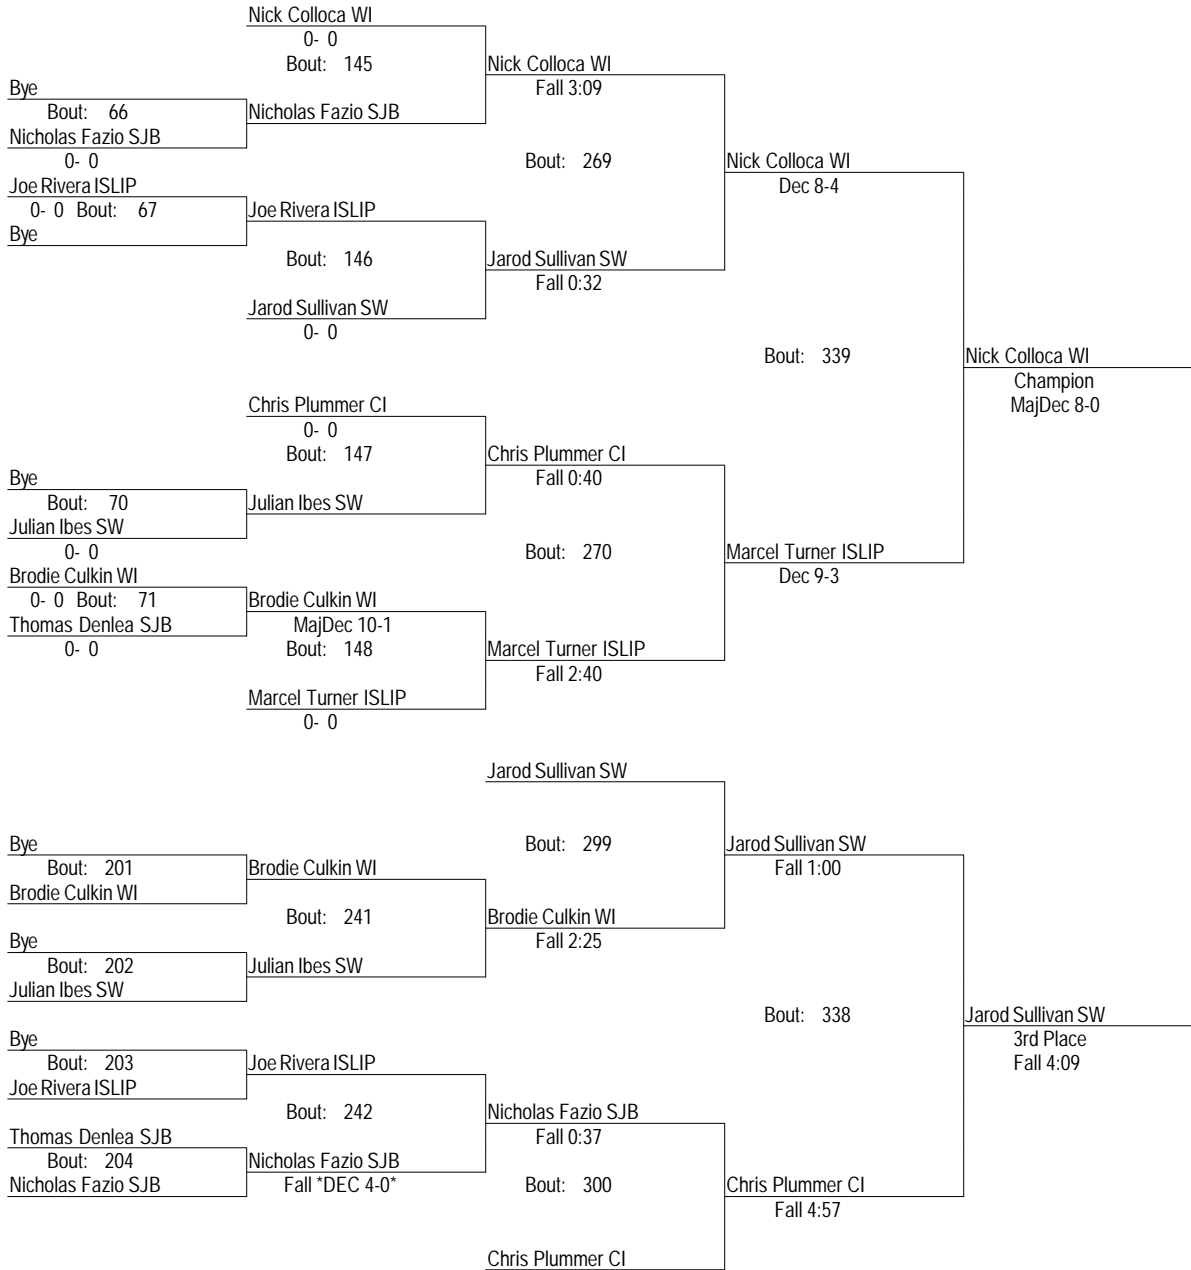 Nick Colloca WI
0- 0
Bout: 145
Nick Colloca WI
Fall 3:09
Bye
Bout: 66
Nicholas Fazio SJB
Nicholas Fazio SJB
0- 0
Bout: 269
Nick Colloca WI
Dec 8-4
Joe Rivera ISLIP
0- 0 Bout: 67
Joe Rivera ISLIP
Bye
Bout: 146
Jarod Sullivan SW
Fall 0:32
Jarod Sullivan SW
0- 0
Bout: 339
Nick Colloca WI
Champion
MajDec 8-0
Chris Plummer CI
0- 0
Bout: 147
Chris Plummer CI
Fall 0:40
Bye
Bout: 70
Julian Ibes SW
Julian Ibes SW
0- 0
Bout: 270
Marcel Turner ISLIP
Dec 9-3
Brodie Culkin WI
0- 0 Bout: 71
Brodie Culkin WI
Thomas Denlea SJB
MajDec 10-1
0- 0
Bout: 148
Marcel Turner ISLIP
Fall 2:40
Marcel Turner ISLIP
0- 0
Jarod Sullivan SW
Bout: 299
Jarod Sullivan SW
Fall 1:00
Bye
Bout: 201
Brodie Culkin WI
Brodie Culkin WI
Bout: 241
Brodie Culkin WI
Fall 2:25
Bye
Bout: 202
Julian Ibes SW
Julian Ibes SW
Bout: 338
Jarod Sullivan SW
3rd Place
Fall 4:09
Bye
Bout: 203
Joe Rivera ISLIP
Joe Rivera ISLIP
Bout: 242
Nicholas Fazio SJB
Fall 0:37
Thomas Denlea SJB
Bout: 204
Nicholas Fazio SJB
Nicholas Fazio SJB
Fall *DEC 4-0*
Bout: 300
Chris Plummer CI
Fall 4:57
Chris Plummer CI